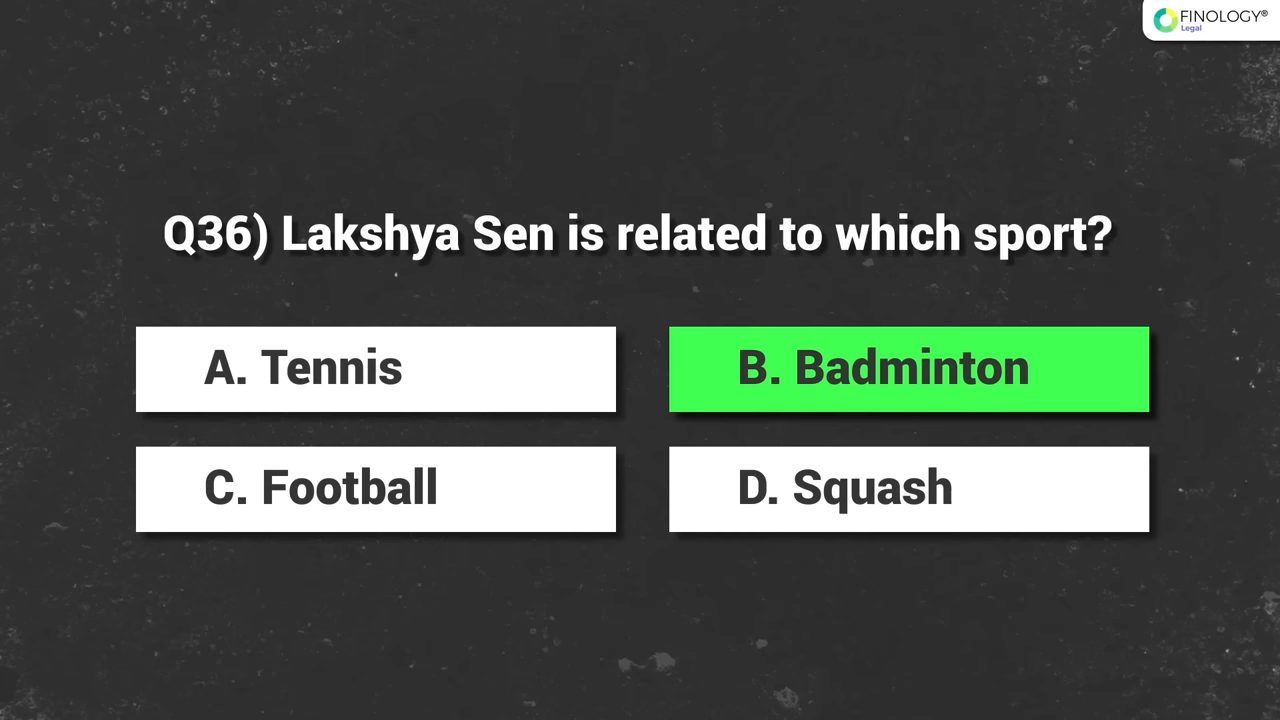 FINOLOGY®
Legal
Q36) Lakshya Sen is related to which sport?
A. Tennis
B. Badminton
C. Football
D. Squash